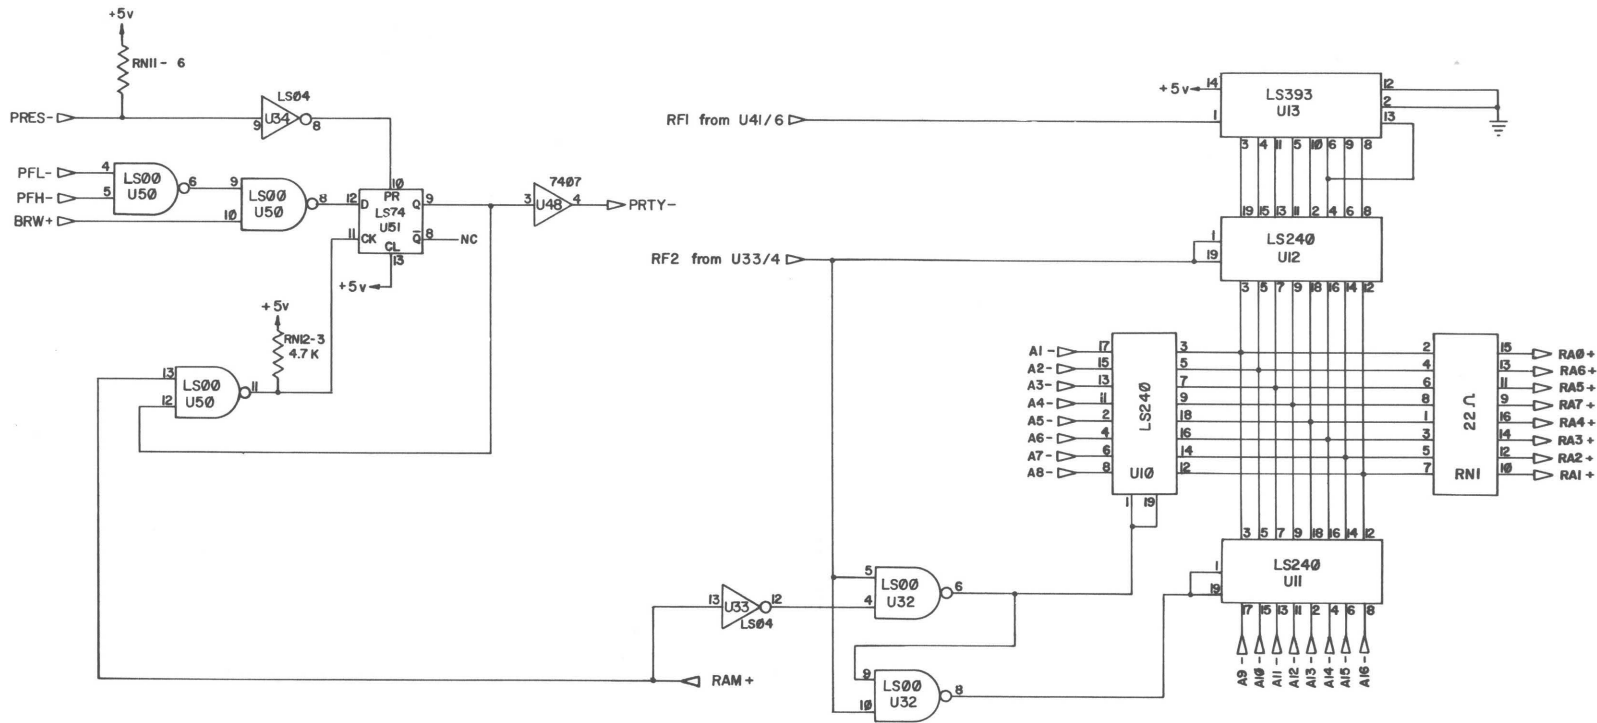 +5v
RN11-6
PRES-
LS04
9 U34 8
PFL-
PFH-
BRW+
4
5
LS00
U50
6
9
10
LS00
U50
8
10
PR
12 D Q 9
LS74
U51
11 CK Q 8 NC
CL
13
+5v
7407
3 U48 4
PRTY-
+5v
RN12-3
4.7K
13
12
LS00
U50
11
RF1 from U41/6
RF2 from U33/4
+5v 14
1
LS393
U13
12
2
13
3 4 11 5 10 6 9 8
19 15 13 11 2 4 6 8
1
19
LS240
U12
3 5 7 9 18 16 14 12
A1- 17
A2- 15
A3- 13
A4- 11
A5- 2
A6- 4
A7- 6
A8- 8
LS240
U10
3
5
7
9
18
16
14
12
1 19
2
4
6
8
1
3
5
7
22Ω
RN1
15 RA0+
13 RA6+
11 RA5+
9 RA7+
16 RA4+
14 RA3+
12 RA2+
10 RA1+
3 5 7 9 18 16 14 12
1
19
LS240
U11
17 15 13 11 2 4 6 8
A9- A10- A11- A12- A13- A14- A15- A16-
13 U33 12
LS04
5
4
LS00
U32
6
9
10
LS00
U32
8
RAM+